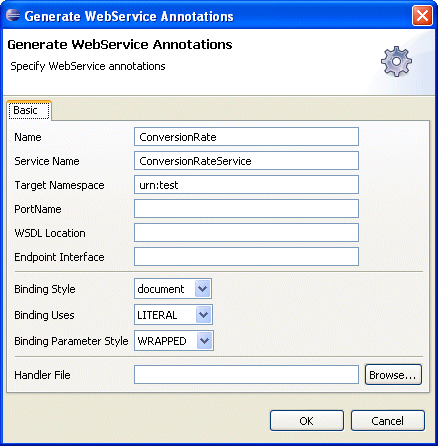 Generate WebService Annotations
Generate WebService Annotations
Specify WebService annotations
Basic
Name ConversionRate
Service Name ConversionRateService
Target Namespace urn:test
PortName
WSDL Location
Endpoint Interface
Binding Style document
Binding Uses LITERAL
Binding Parameter Style WRAPPED
Handler File Browse...
OK Cancel